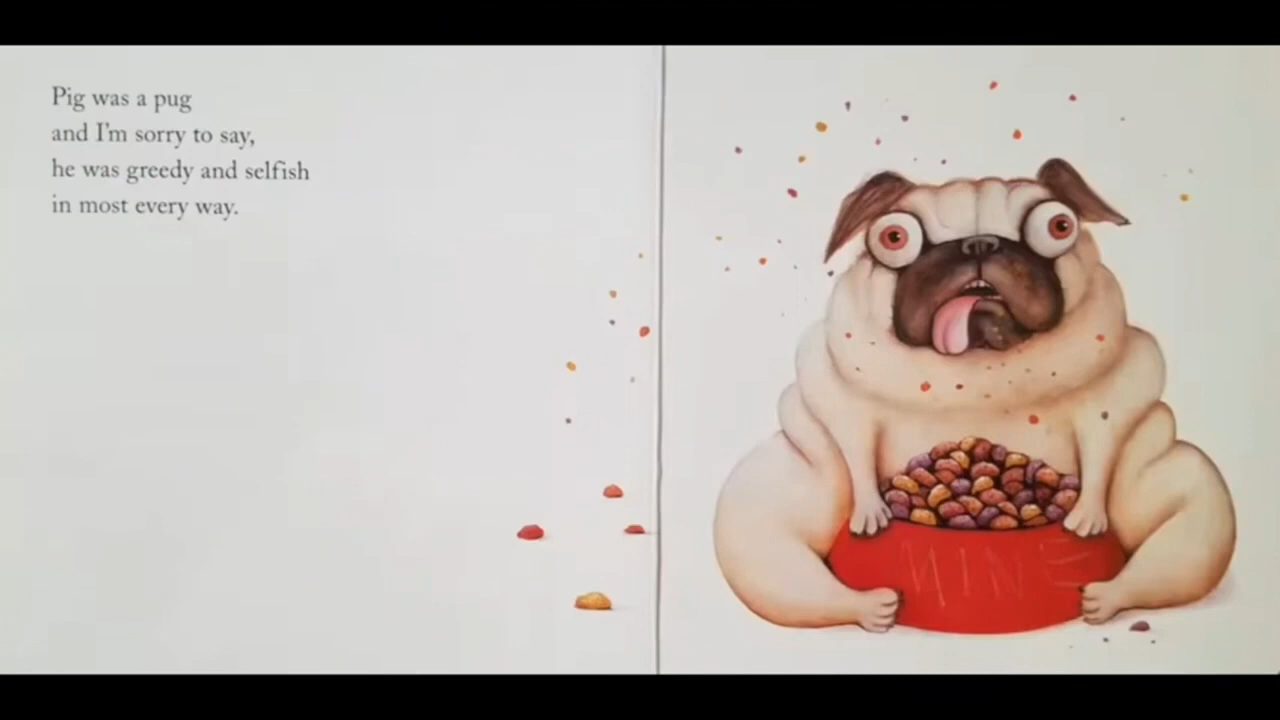 Pig was a pug
and I'm sorry to say,
he was greedy and selfish
in most every way.
MINE